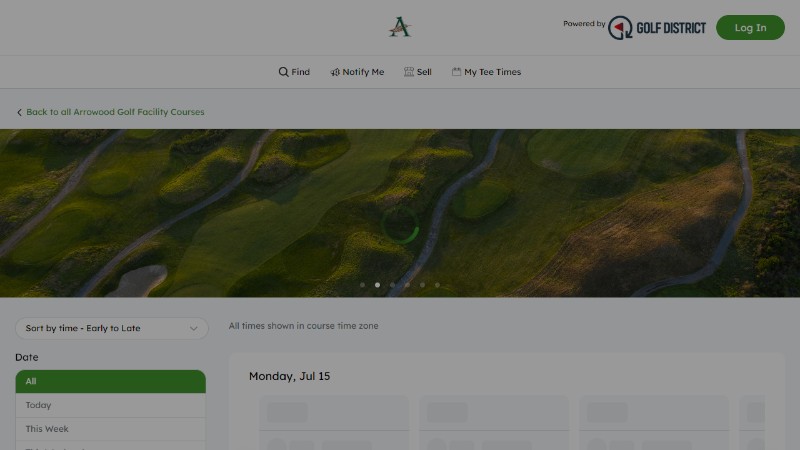 A
Powered by GOLF DISTRICT
Log In
Find
Notify Me
Sell
My Tee Times
Back to all Arrowood Golf Facility Courses
Sort by time - Early to Late
All times shown in course time zone
Date
Monday, Jul 15
All
Today
This Week